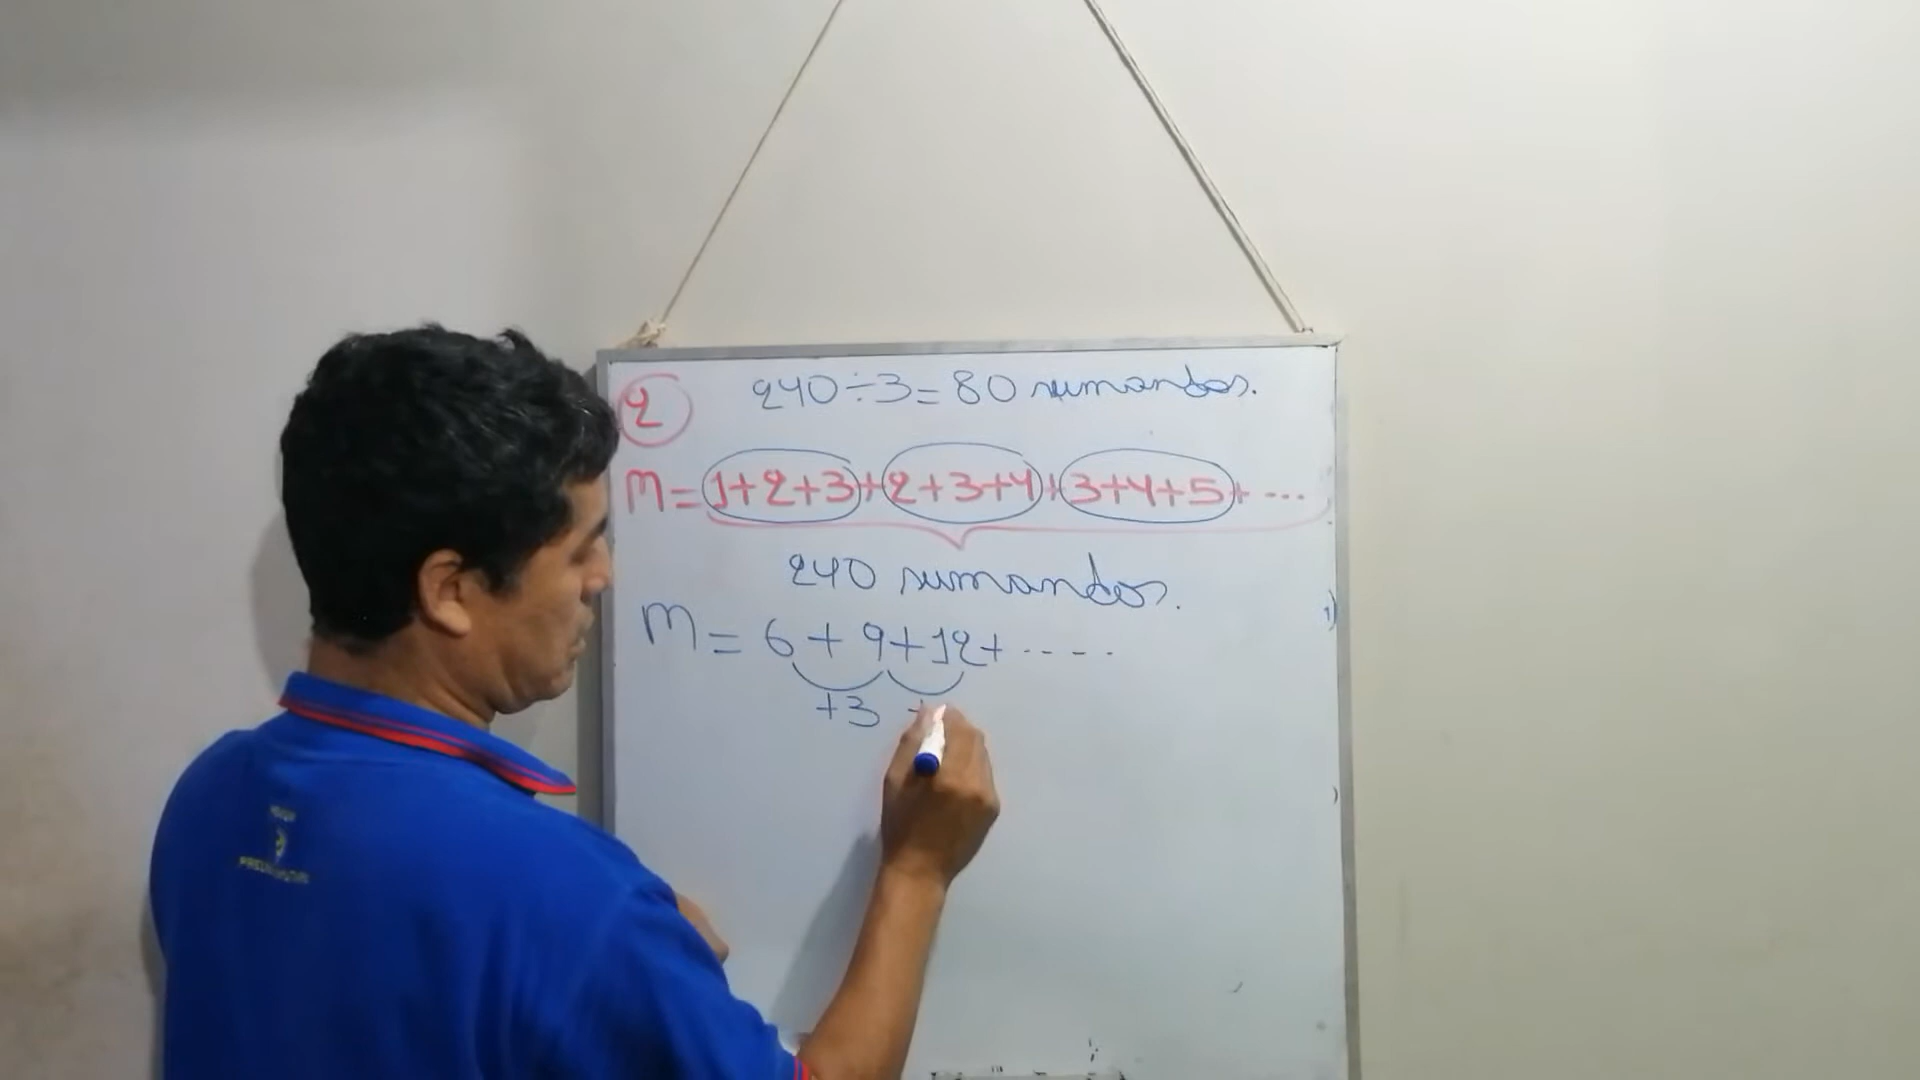 2
240÷3=80 sumandos.
M=1+2+3+2+3+4+3+4+5+...
240 sumandos.
M=6+9+12+....
+3 +